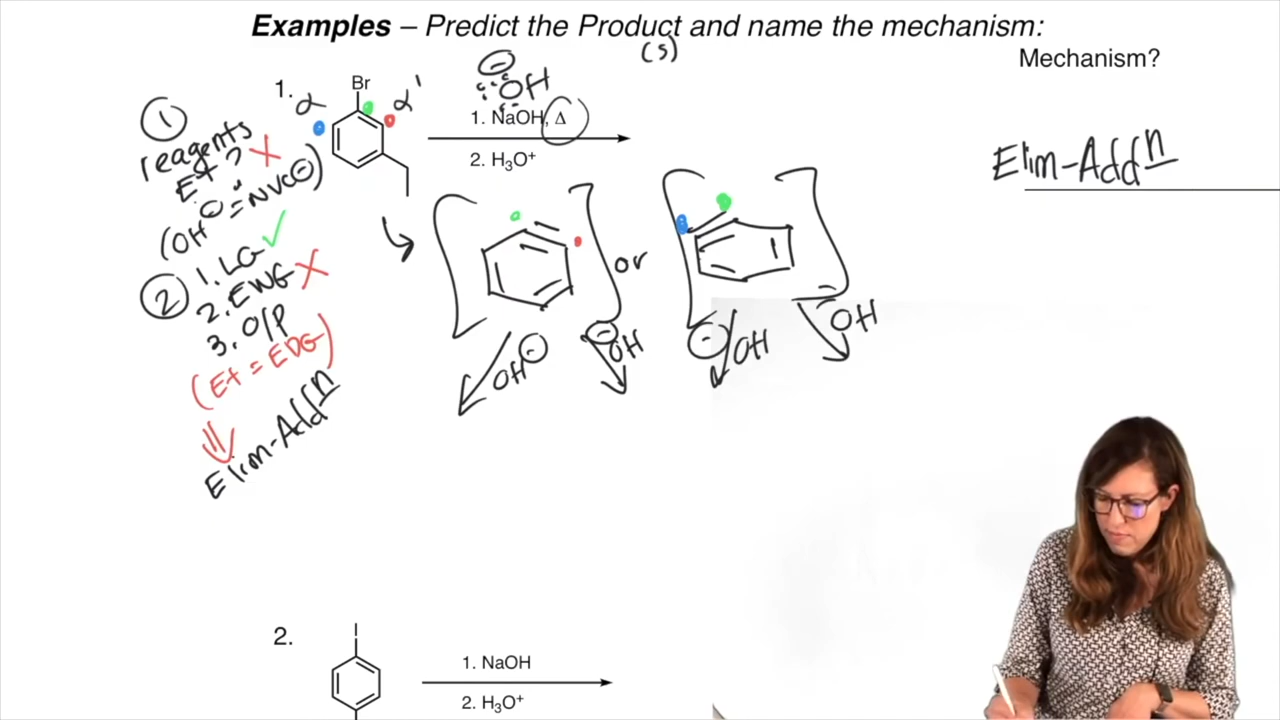 Examples – Predict the Product and name the mechanism:
(s)
Mechanism?
1.
Br
α
α'
⊖
:OH
1. NaOH, Δ
2. H₃O⁺
Elim-Addⁿ
①
reagents
E+? X
(OH⊖ = Nuc⊖)
② 1. LG ✓
2. EWG X
3. O/P
(Et = EDG)
⇓
Elim-Addⁿ
or
OH⊖
⊖OH
⊖OH
⁻OH
2.
I
1. NaOH
2. H₃O⁺